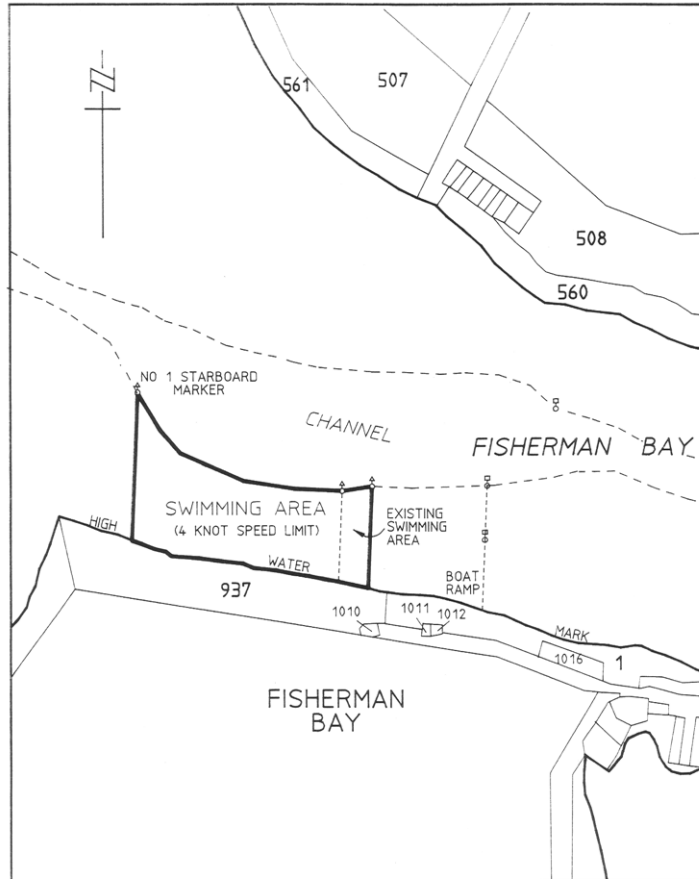 561
507
N
508
560
NO 1 STARBOARD
MARKER
CHANNEL
FISHERMAN BAY
SWIMMING AREA
(4 KNOT SPEED LIMIT)
EXISTING
SWIMMING
AREA
HIGH
WATER
BOAT
RAMP
937
1010
1011
1012
MARK
1016
1
FISHERMAN
BAY